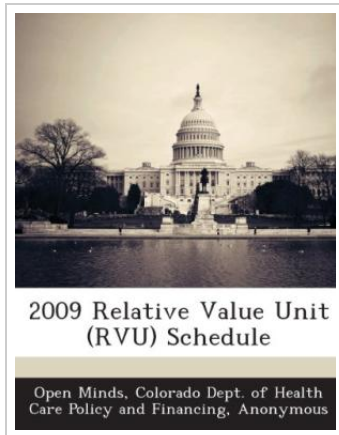 2009 Relative Value Unit
(RVU) Schedule
Open Minds, Colorado Dept. of Health
Care Policy and Financing, Anonymous